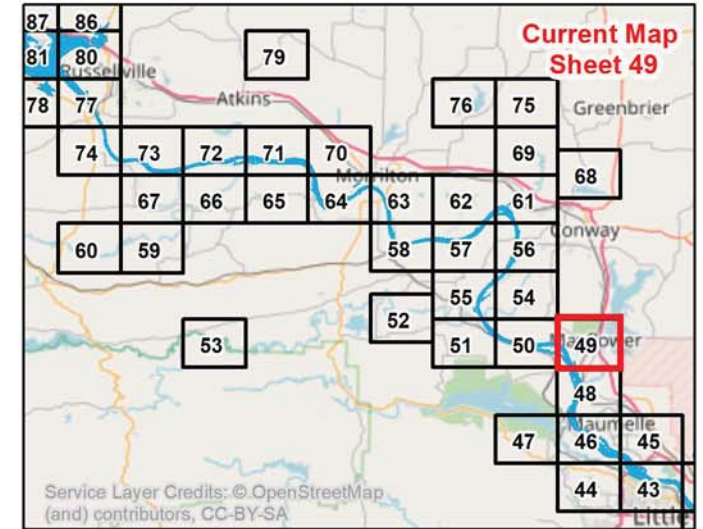 87 86
Current Map
Sheet 49
81 80 79
Russellville
78 77 Atkins 76 75 Greenbrier
74 73 72 71 70 69
Morrilton 68
67 66 65 64 63 62 61
Conway
60 59 58 57 56
55 54
52
53 51 50 49
48
Maumelle
47 46 45
44 43
Little
Service Layer Credits: © OpenStreetMap
(and) contributors, CC-BY-SA